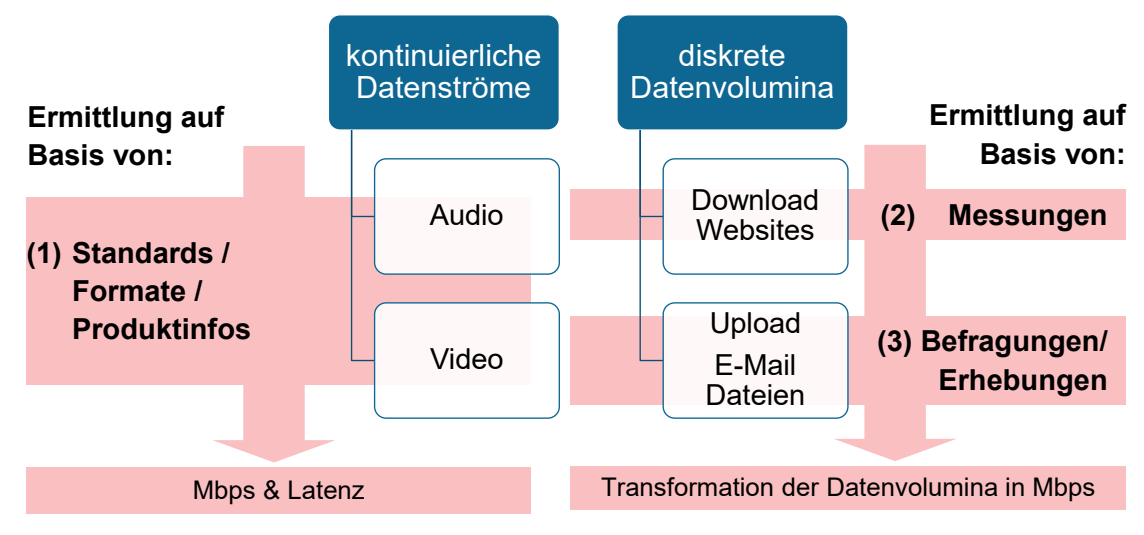 kontinuierliche
Datenströme
diskrete
Datenvolumina
Ermittlung auf
Basis von:
Ermittlung auf
Basis von:
Audio
Download
Websites
(2) Messungen
(1) Standards /
Formate /
Produktinfos
Video
Upload
E-Mail
Dateien
(3) Befragungen/
Erhebungen
Mbps & Latenz
Transformation der Datenvolumina in Mbps